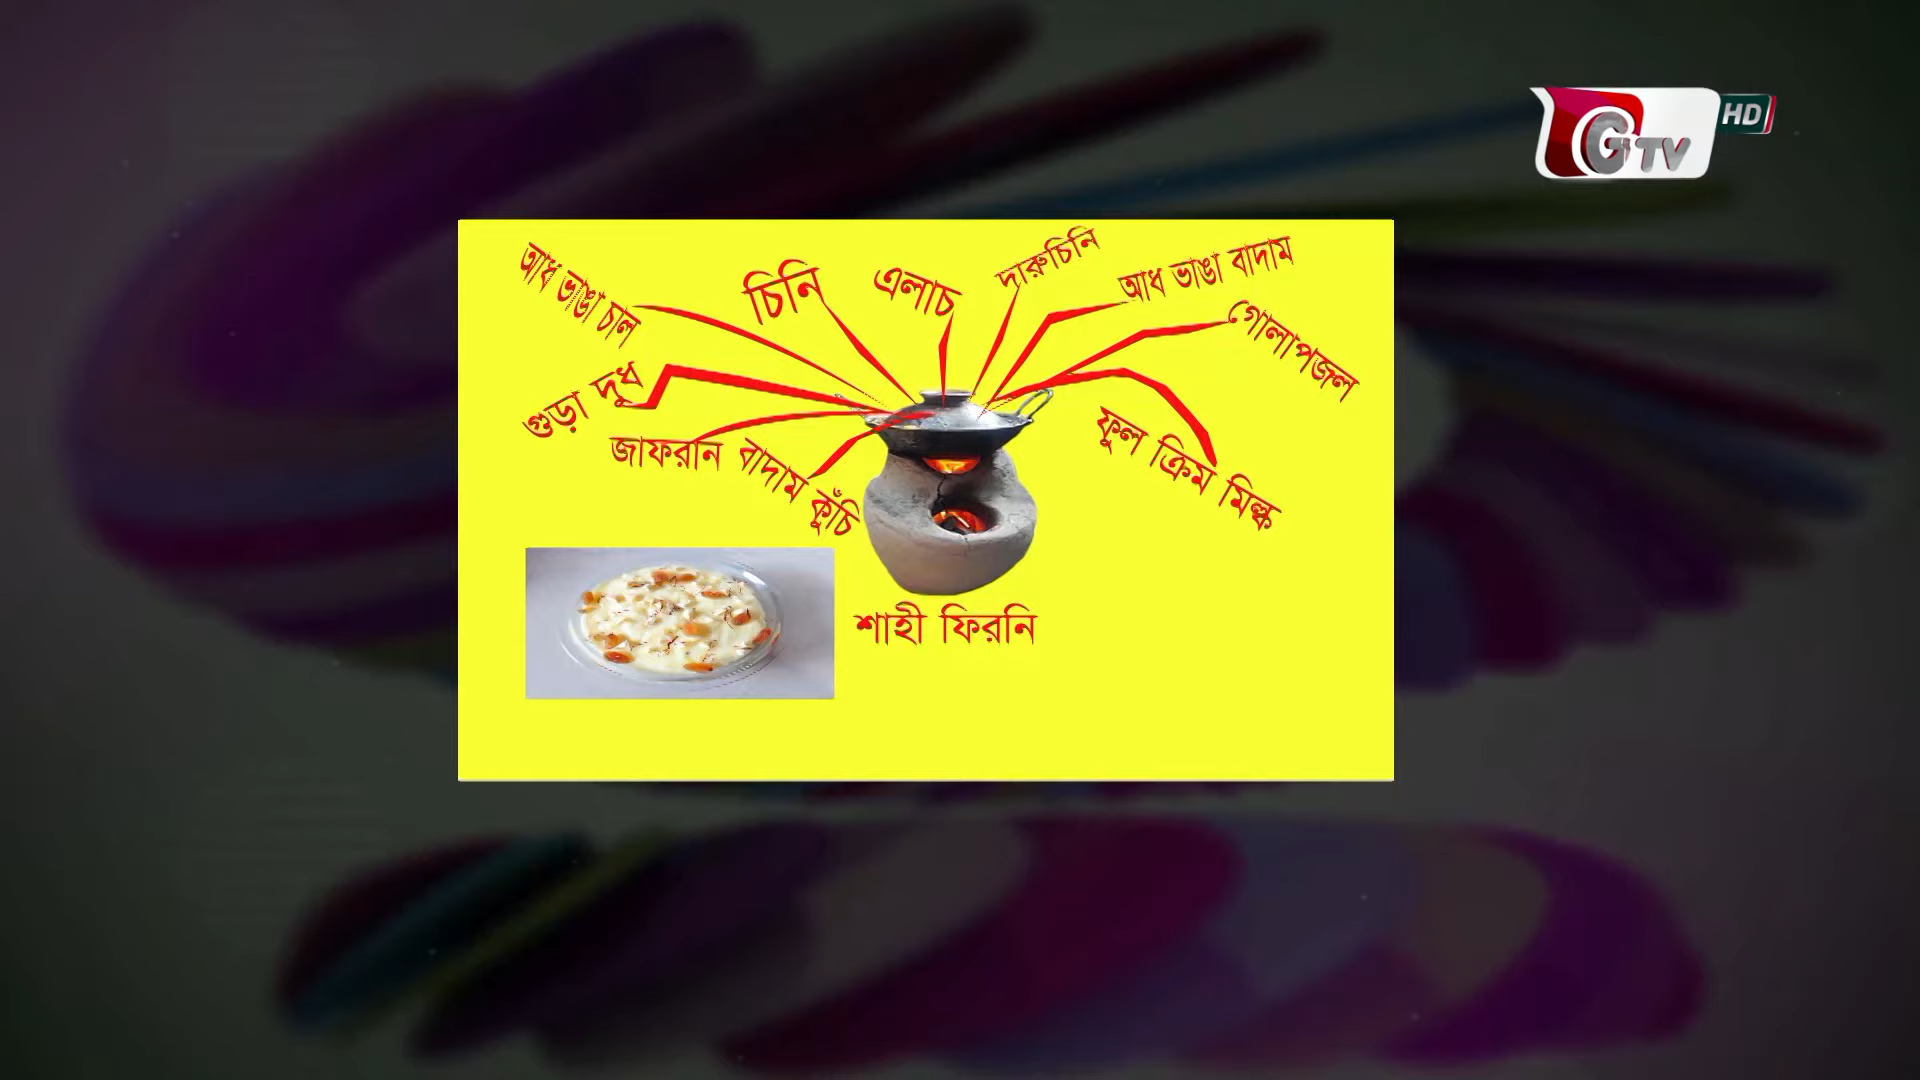 GTV HD
আধ ভাঙা চাল
চিনি
এলাচ
দারুচিনি
আধ ভাঙা বাদাম
গোলাপজল
গুড়া দুধ
জাফরান
বাদাম কুঁচি
ফুল ক্রিম মিল্ক
শাহী ফিরনি